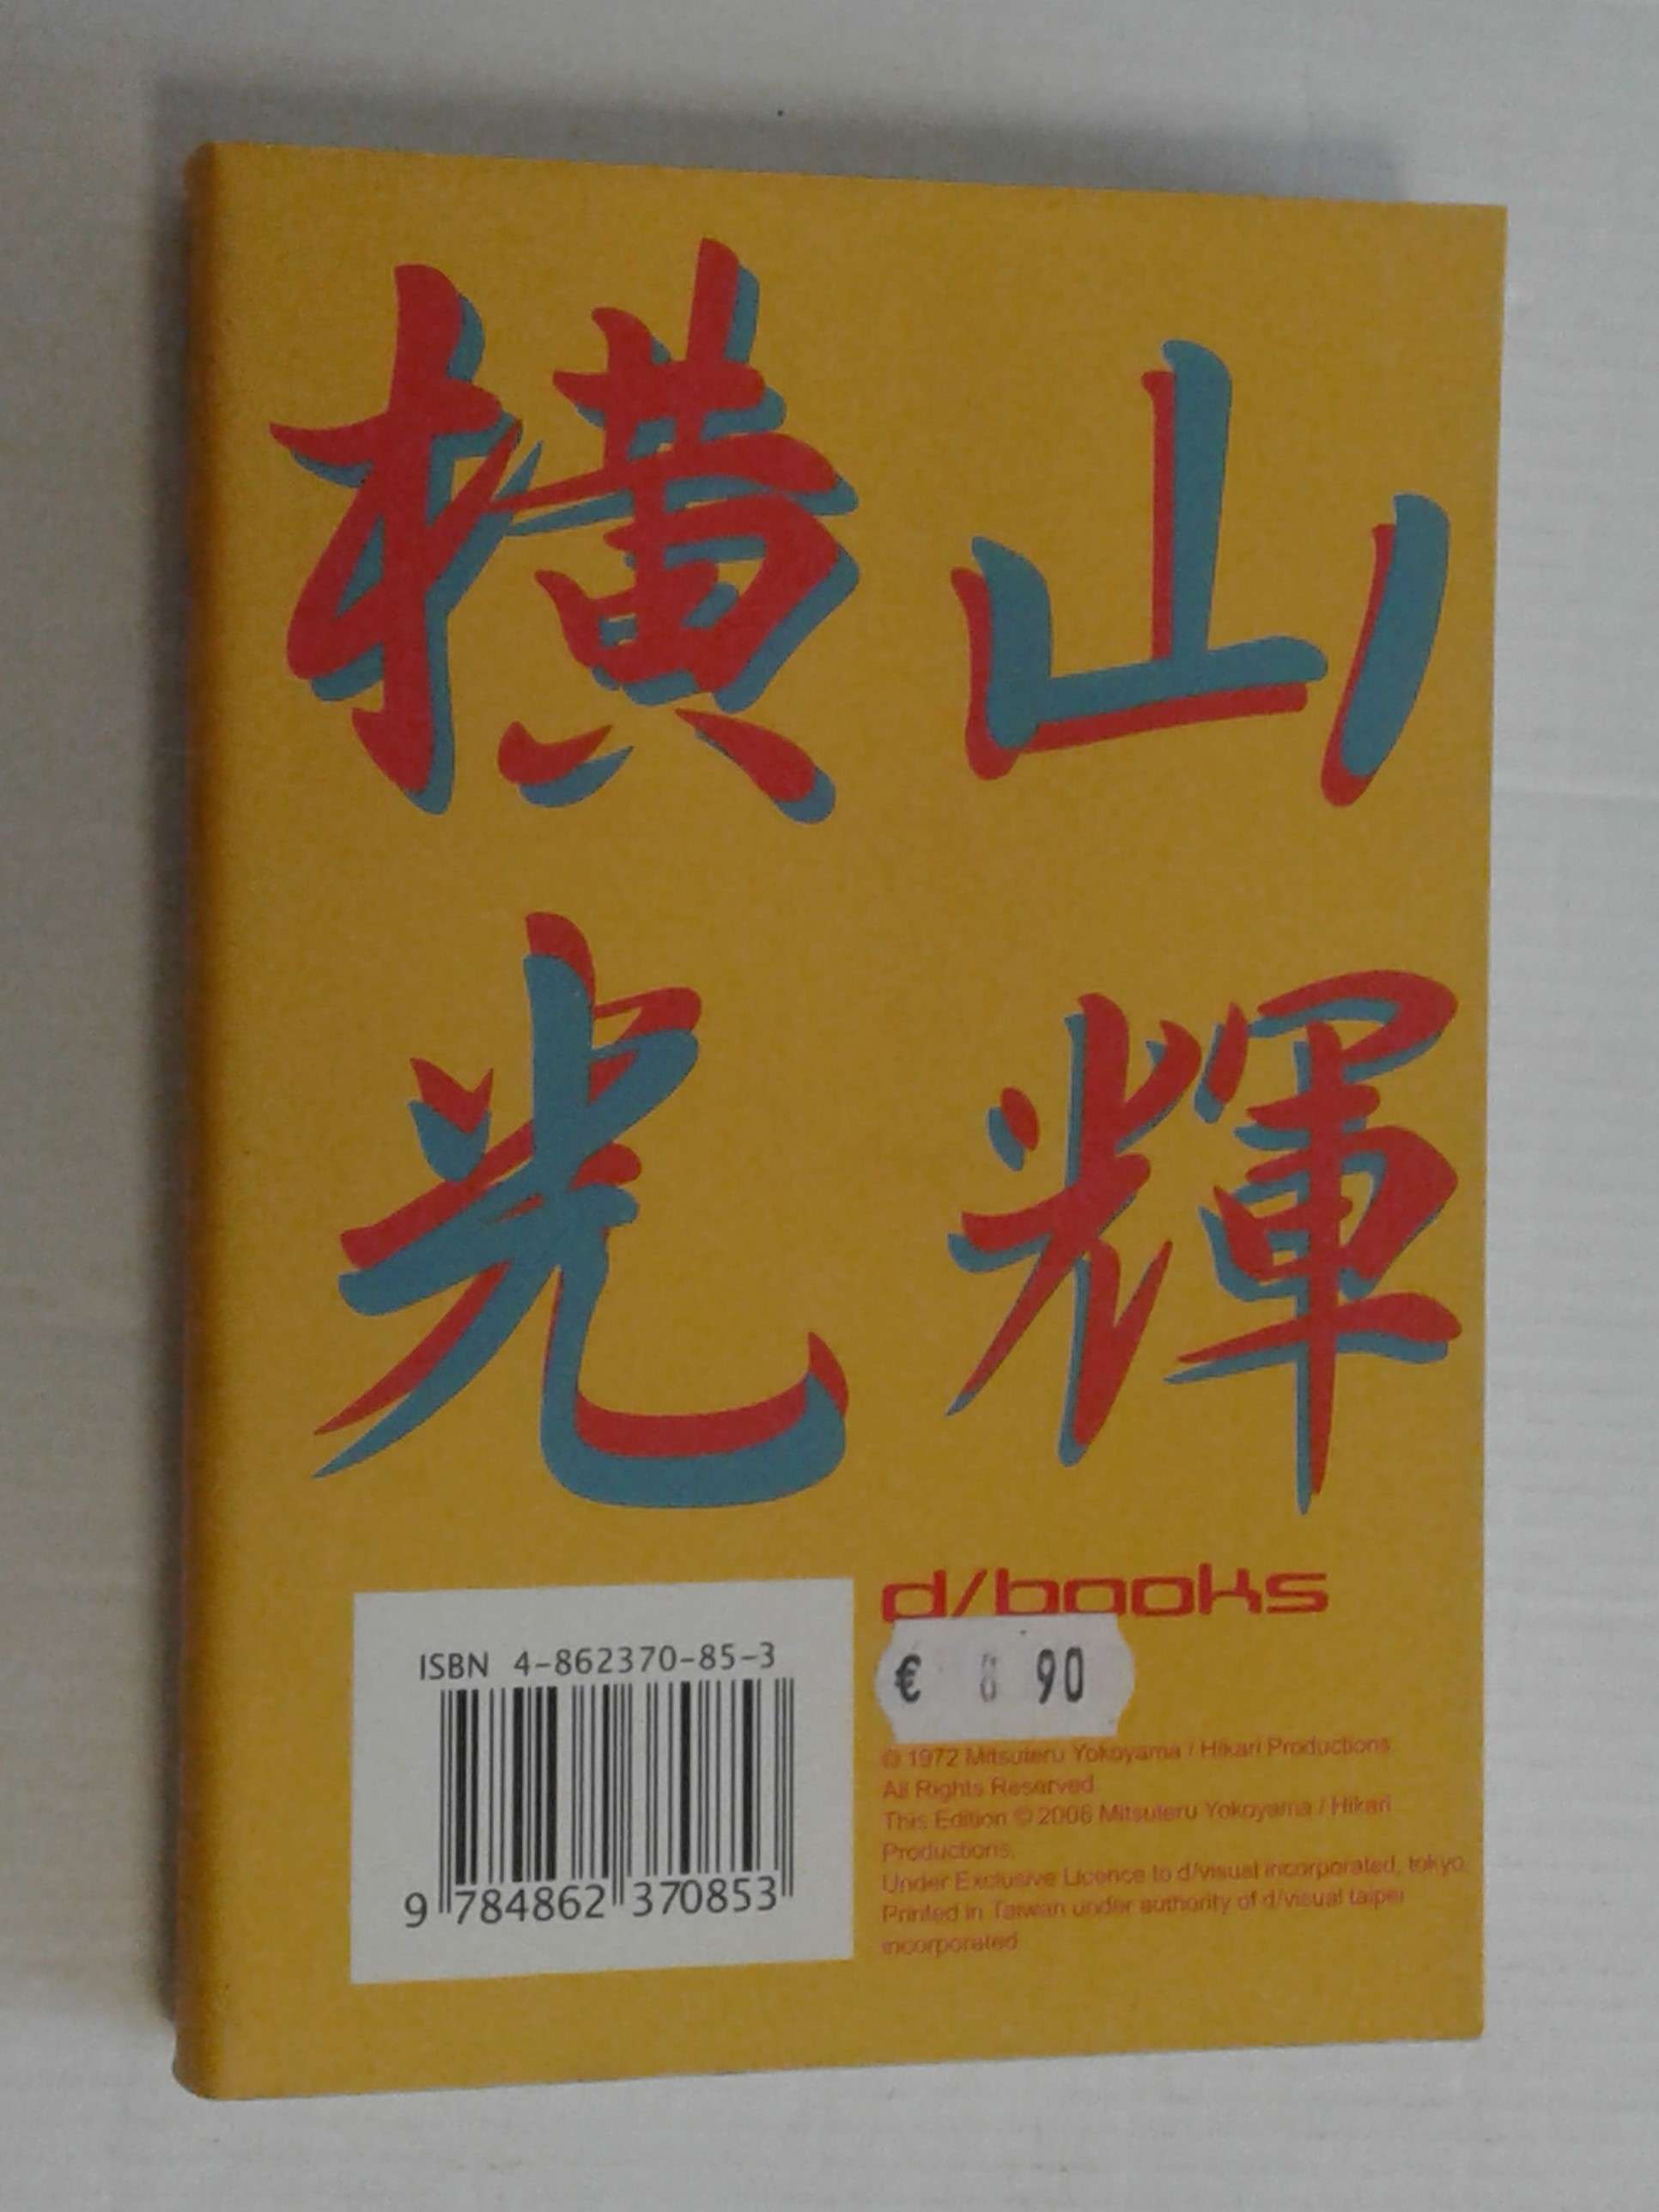 横山
光輝
d/books
ISBN 4-862370-85-3
9 784862 370853
€ 8 90
© 1972 Mitsuteru Yokoyama / Hikari Productions
All Rights Reserved
This Edition © 2006 Mitsuteru Yokoyama / Hikari
Productions.
Under Exclusive Licence to d/visual incorporated, tokyo
Printed in Taiwan under authority of d/visual taipei
incorporated